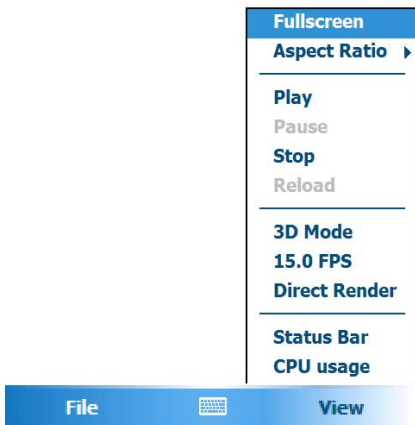 Fullscreen
Aspect Ratio
Play
Pause
Stop
Reload
3D Mode
15.0 FPS
Direct Render
Status Bar
CPU usage
File
View